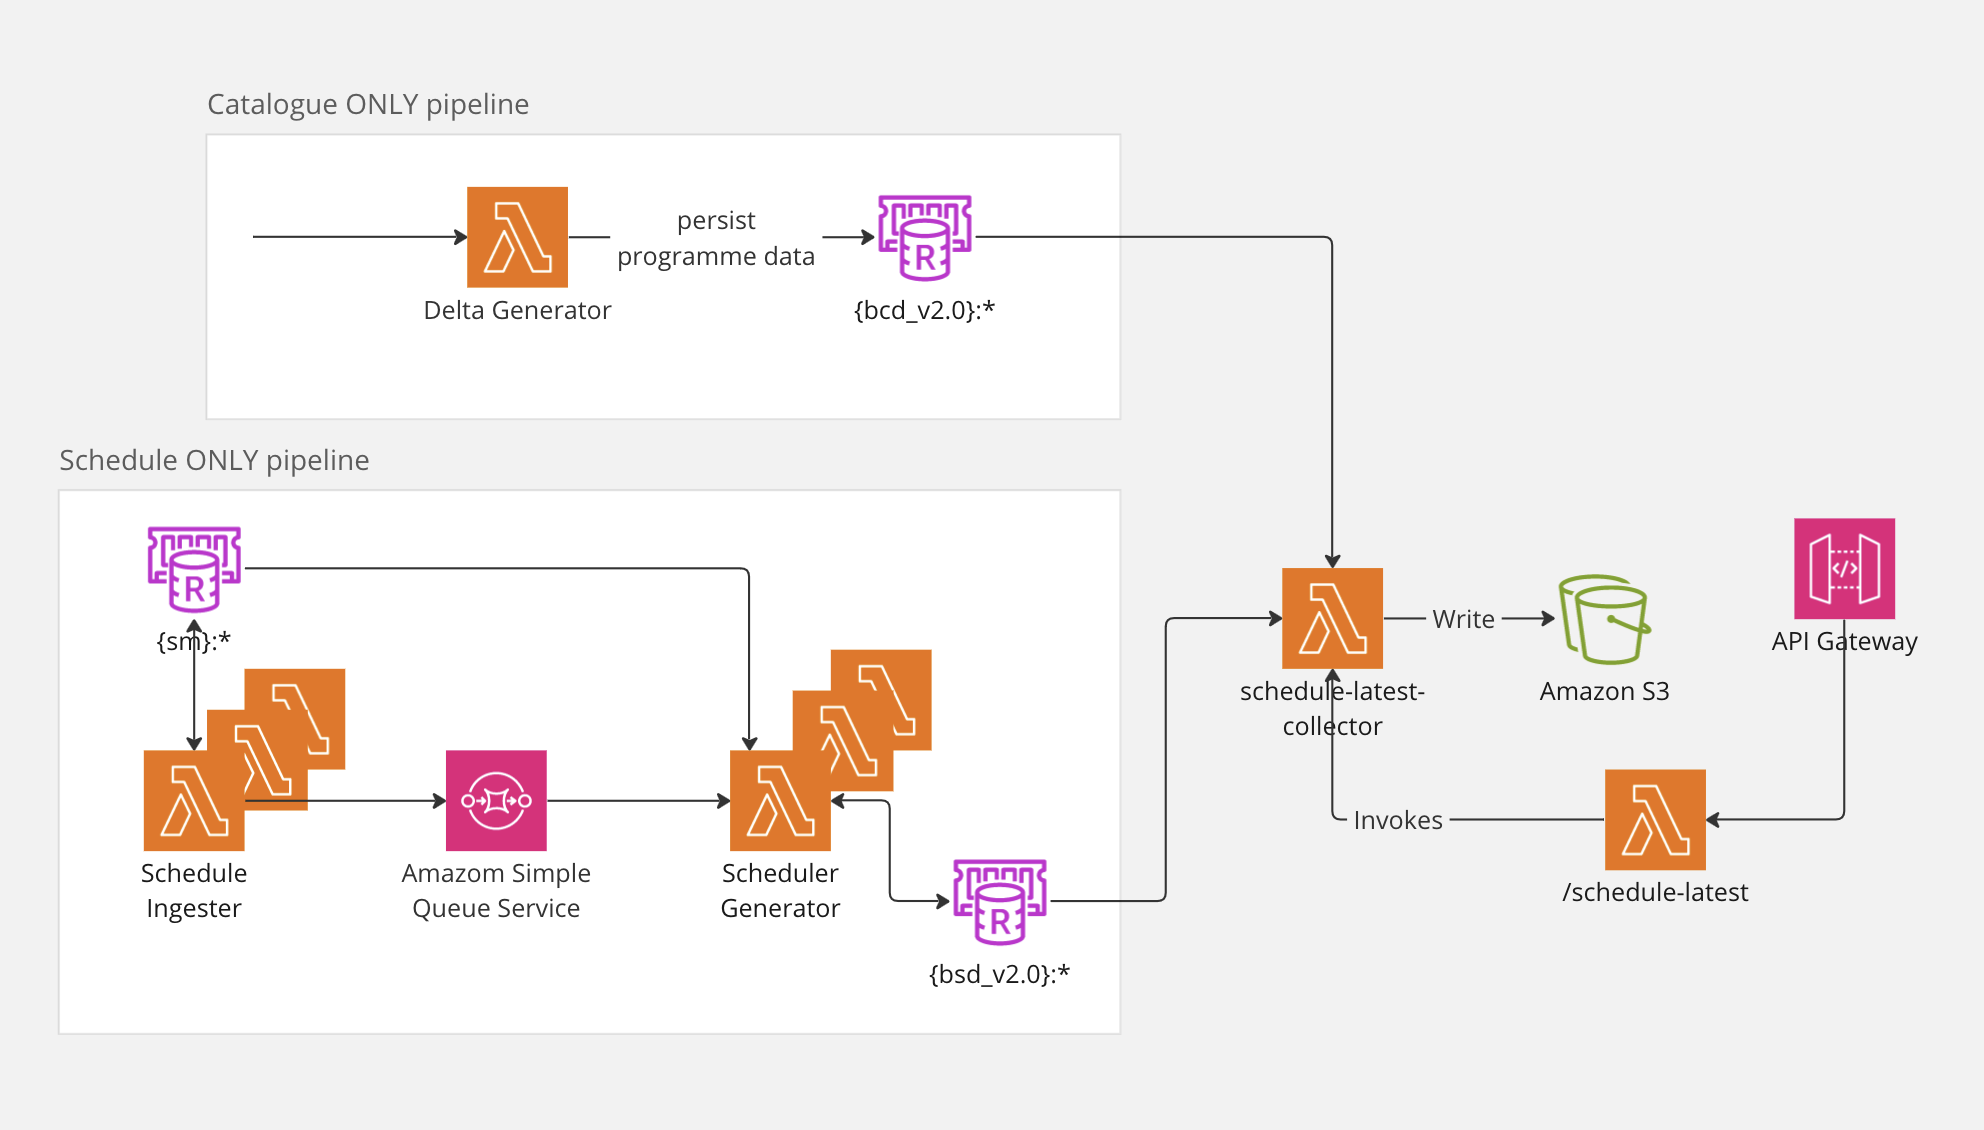 Catalogue ONLY pipeline
persist
programme data
R
Delta Generator
{bcd_v2.0}:*
Schedule ONLY pipeline
R
{sm}:*
Schedule
Ingester
Amazom Simple
Queue Service
Scheduler
Generator
R
{bsd_v2.0}:*
schedule-latest-
collector
Write
Amazon S3
</>
API Gateway
Invokes
/schedule-latest